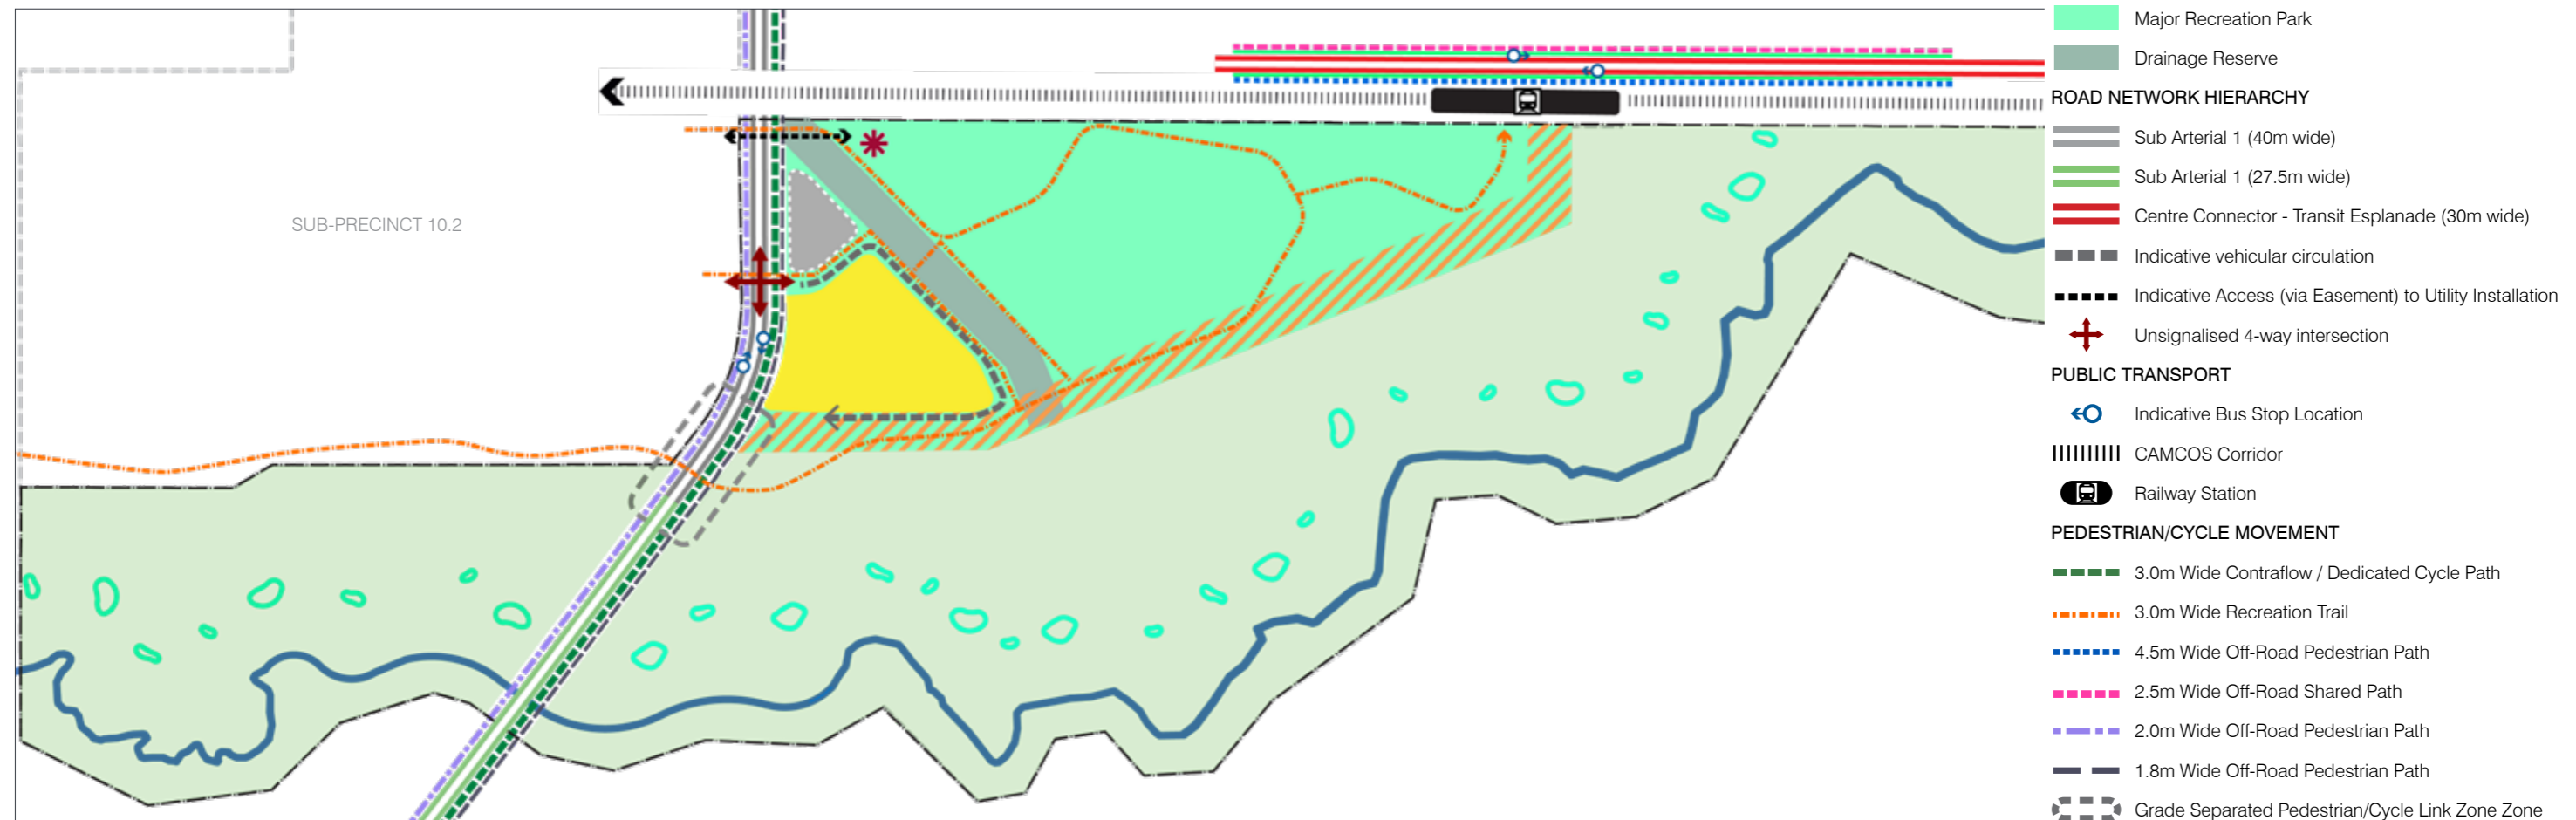 SUB-PRECINCT 10.2
Major Recreation Park
Drainage Reserve
ROAD NETWORK HIERARCHY
Sub Arterial 1 (40m wide)
Sub Arterial 1 (27.5m wide)
Centre Connector - Transit Esplanade (30m wide)
Indicative vehicular circulation
Indicative Access (via Easement) to Utility Installation
Unsignalised 4-way intersection
PUBLIC TRANSPORT
Indicative Bus Stop Location
CAMCOS Corridor
Railway Station
PEDESTRIAN/CYCLE MOVEMENT
3.0m Wide Contraflow / Dedicated Cycle Path
3.0m Wide Recreation Trail
4.5m Wide Off-Road Pedestrian Path
2.5m Wide Off-Road Shared Path
2.0m Wide Off-Road Pedestrian Path
1.8m Wide Off-Road Pedestrian Path
Grade Separated Pedestrian/Cycle Link Zone Zone